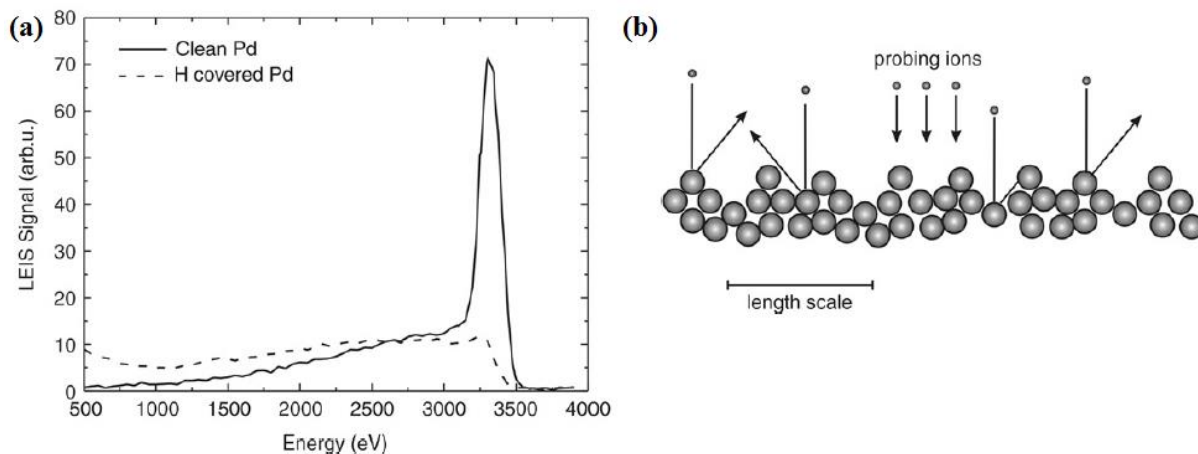 (a)
80
70
60
50
40
30
20
10
0
LEIS Signal (arb.u.)
Clean Pd
H covered Pd
500 1000 1500 2000 2500 3000 3500 4000
Energy (eV)
(b)
probing ions
length scale